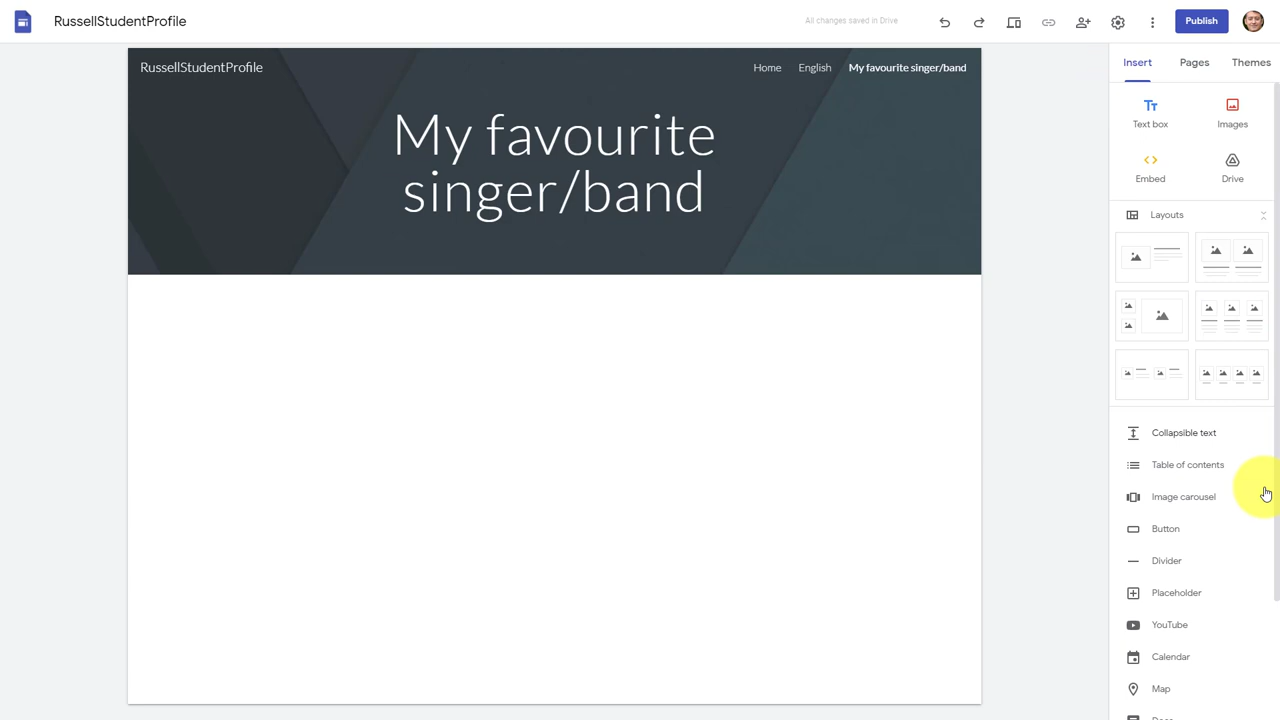 RussellStudentProfile
All changes saved in Drive
Publish
RussellStudentProfile
Home
English
My favourite singer/band
My favourite
singer/band
Insert
Pages
Themes
Text box
Images
Embed
Drive
Layouts
Collapsible text
Table of contents
Image carousel
Button
Divider
Placeholder
YouTube
Calendar
Map